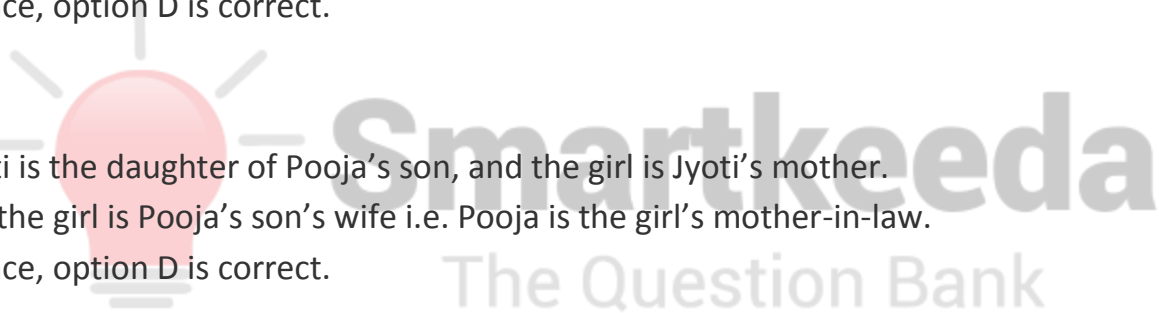 ce, option D is correct.
Smartkeeda
ti is the daughter of Pooja's son, and the girl is Jyoti's mother.
the girl is Pooja's son's wife i.e. Pooja is the girl's mother-in-law.
ce, option D is correct.
The Question Bank